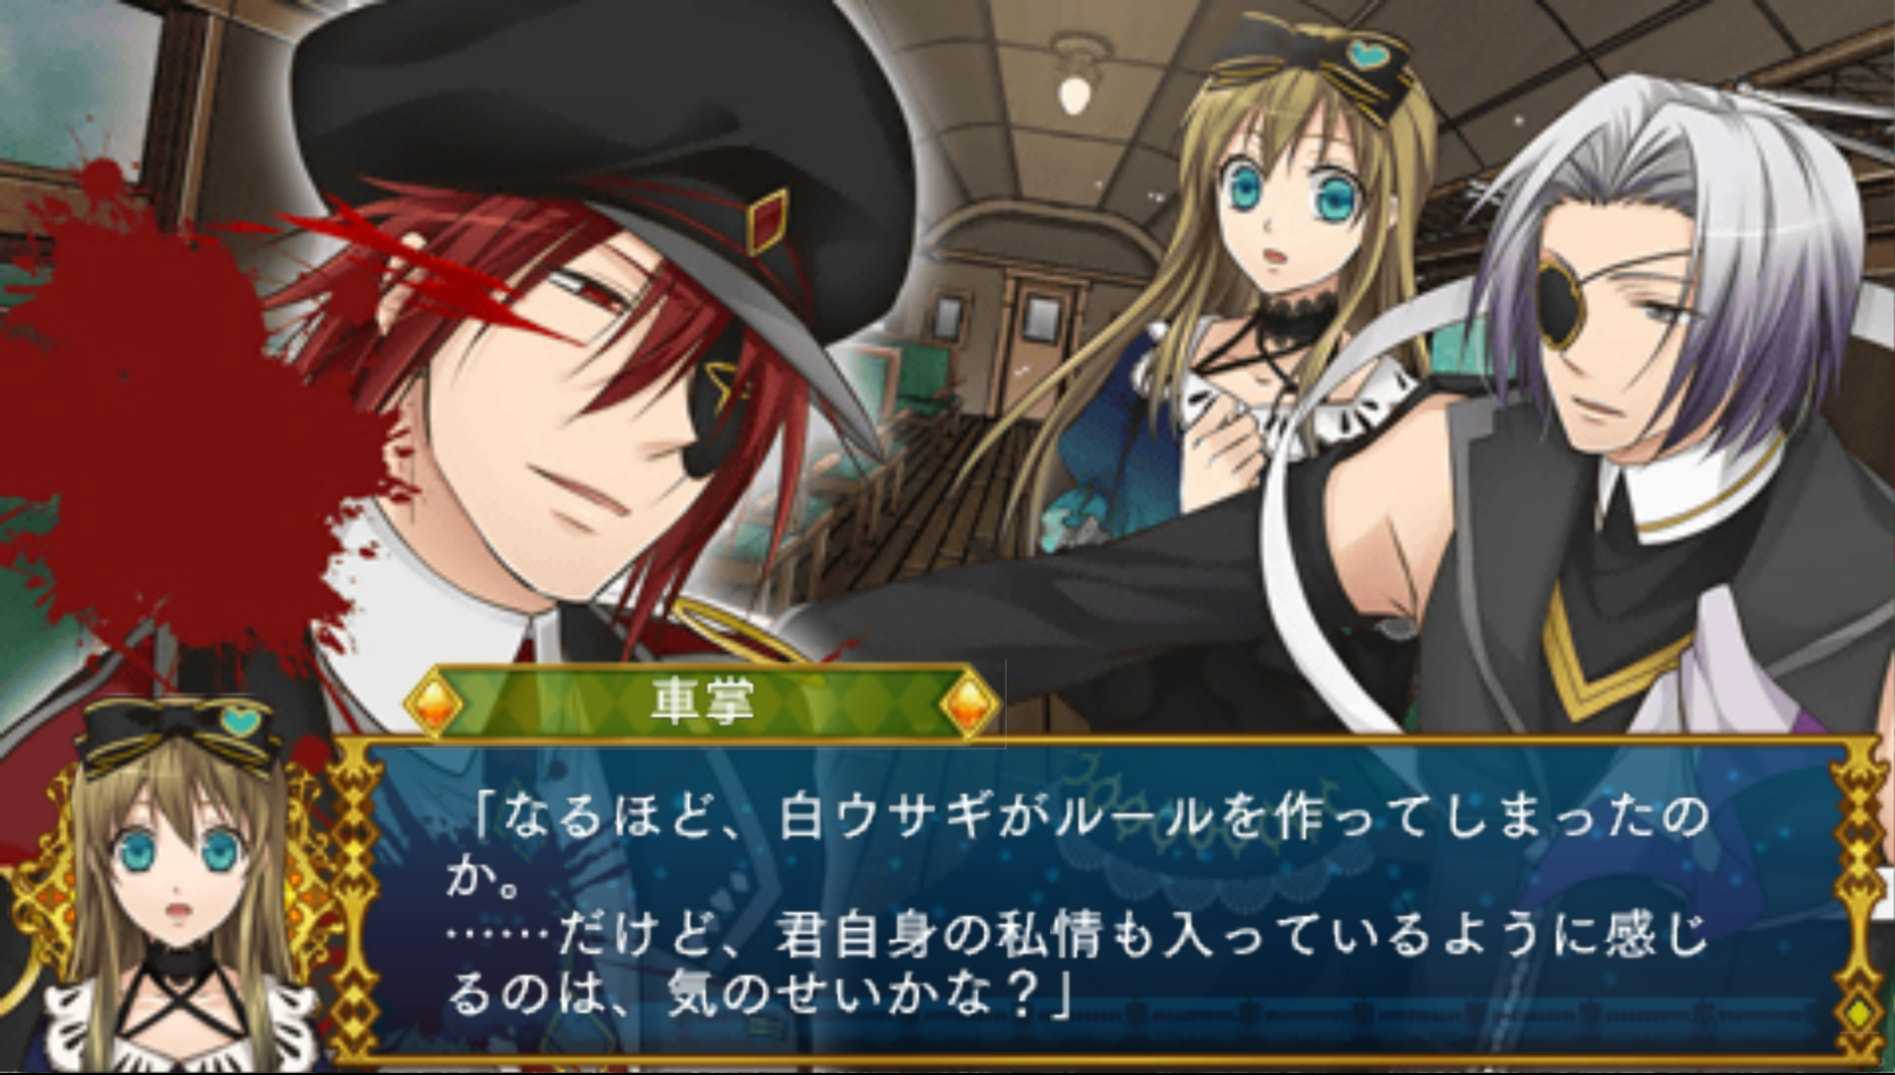 車掌
「なるほど、白ウサギがルールを作ってしまったの
か。
……だけど、君自身の私情も入っているように感じ
るのは、気のせいかな？」